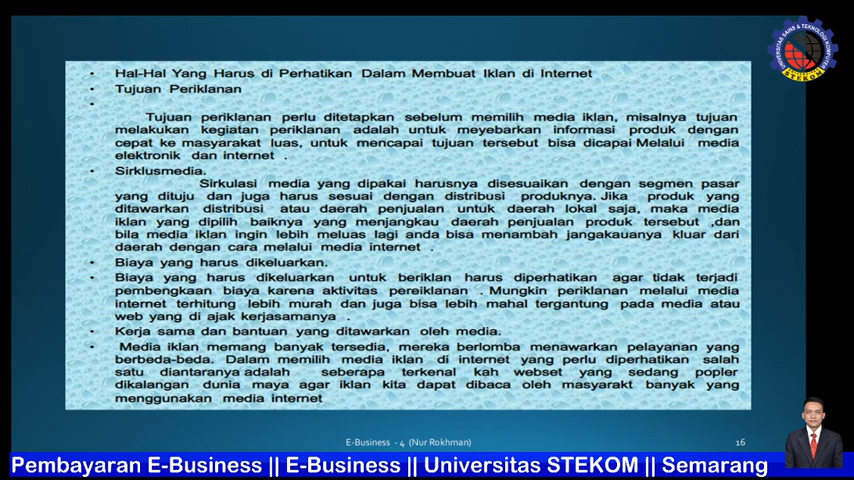 UNIVERSITAS SAINS & TEKNOLOGI KOMPUTER
STEKOM
• Hal-Hal Yang Harus di Perhatikan Dalam Membuat Iklan di Internet
• Tujuan Periklanan
•
Tujuan periklanan perlu ditetapkan sebelum memilih media iklan, misalnya tujuan
melakukan kegiatan periklanan adalah untuk meyebarkan informasi produk dengan
cepat ke masyarakat luas, untuk mencapai tujuan tersebut bisa dicapai Melalui media
elektronik dan internet .
• Sirklusmedia.
Sirkulasi media yang dipakai harusnya disesuaikan dengan segmen pasar
yang dituju dan juga harus sesuai dengan distribusi produknya. Jika produk yang
ditawarkan distribusi atau daerah penjualan untuk daerah lokal saja, maka media
iklan yang dipilih baiknya yang menjangkau daerah penjualan produk tersebut ,dan
bila media iklan ingin lebih meluas lagi anda bisa menambah jangakauanya kluar dari
daerah dengan cara melalui media internet .
• Biaya yang harus dikeluarkan.
• Biaya yang harus dikeluarkan untuk beriklan harus diperhatikan agar tidak terjadi
pembengkaan biaya karena aktivitas pereiklanan . Mungkin periklanan melalui media
internet terhitung lebih murah dan juga bisa lebih mahal tergantung pada media atau
web yang di ajak kerjasamanya .
• Kerja sama dan bantuan yang ditawarkan oleh media.
• Media iklan memang banyak tersedia, mereka berlomba menawarkan pelayanan yang
berbeda-beda. Dalam memilih media iklan di internet yang perlu diperhatikan salah
satu diantaranya adalah seberapa terkenal kah webset yang sedang popler
dikalangan dunia maya agar iklan kita dapat dibaca oleh masyarakt banyak yang
menggunakan media internet
E-Business - 4 (Nur Rokhman)
16
Pembayaran E-Business || E-Business || Universitas STEKOM || Semarang